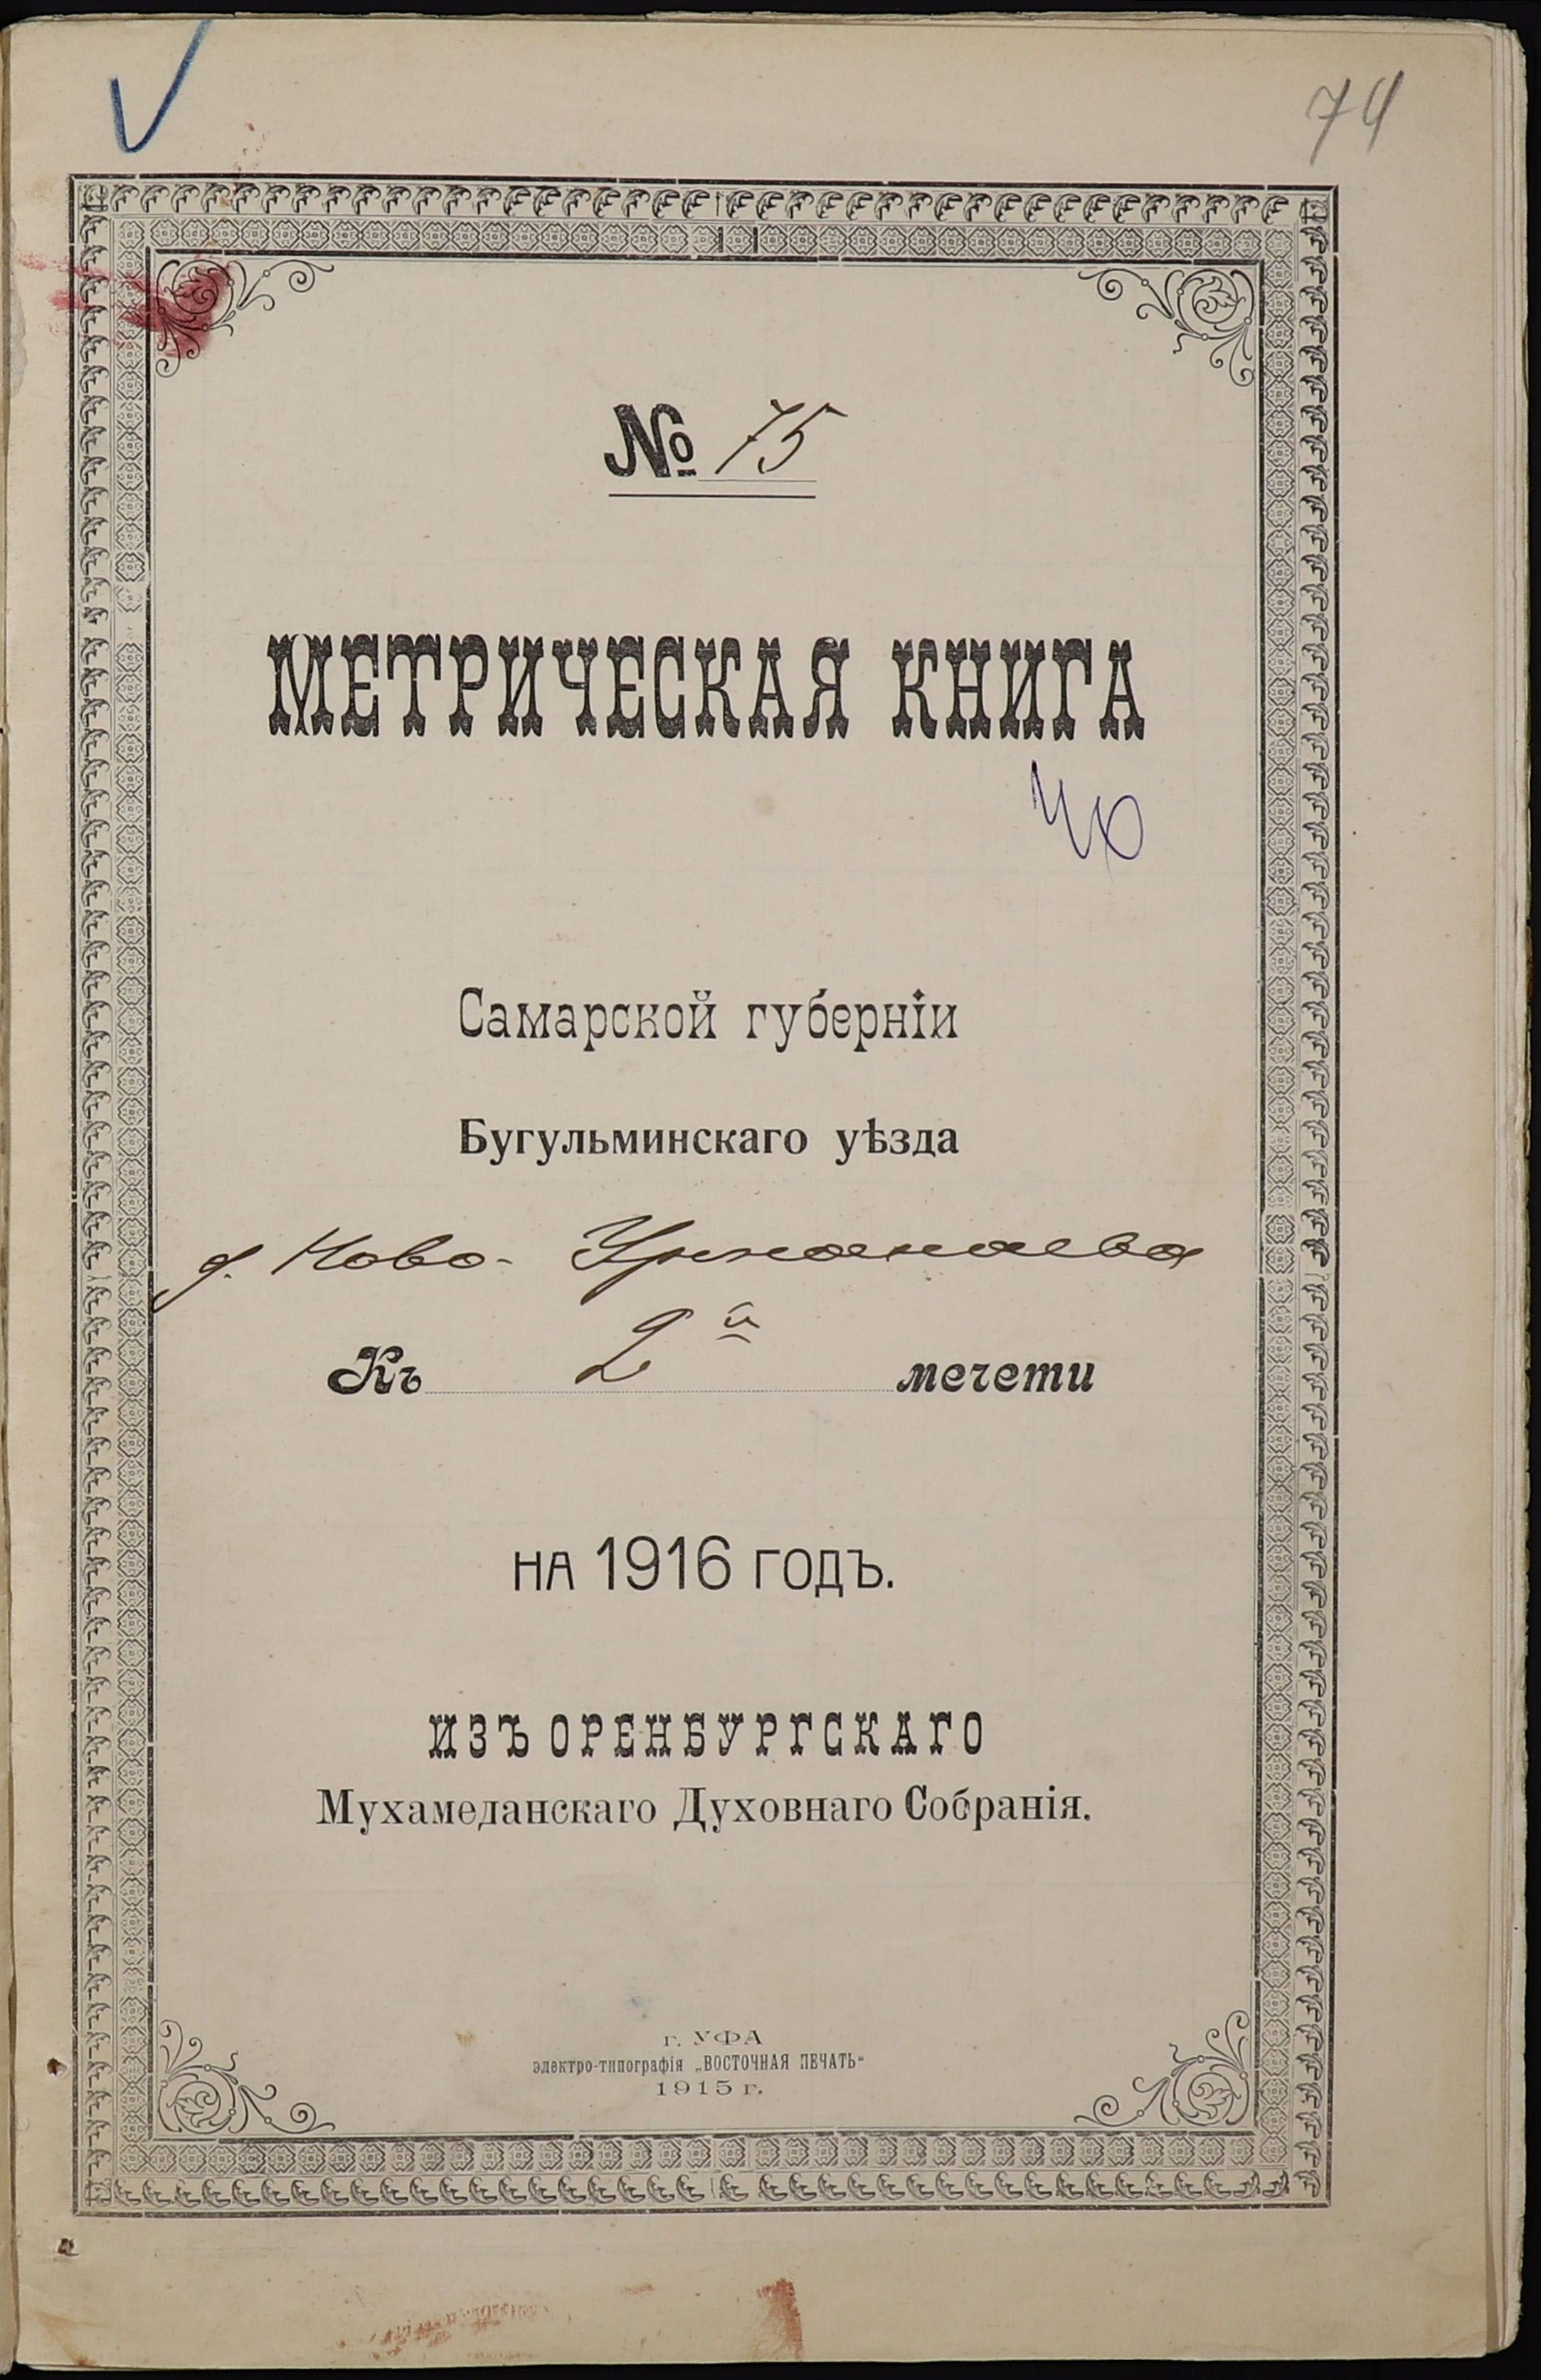 74
№ 75
МЕТРИЧЕСКАЯ КНИГА
Самарской губерніи
Бугульминскаго уѣзда
д. Ново-
Къ 2й мечети
НА 1916 ГОДЪ.
ИЗЪ ОРЕНБУРГСКАГО
Мухамеданскаго Духовнаго Собранія.
г. УФА
электро-типографія „ВОСТОЧНАЯ ПЕЧАТЬ“
1915 г.